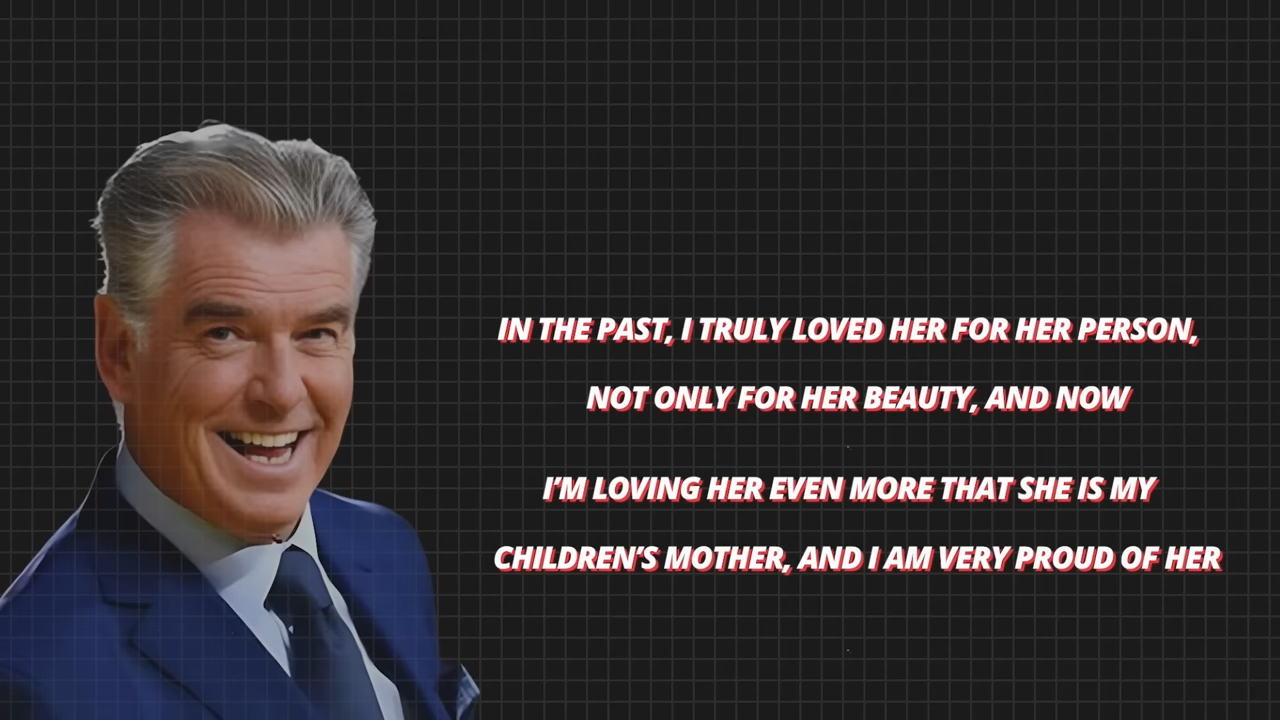 IN THE PAST, I TRULY LOVED HER FOR HER PERSON,
NOT ONLY FOR HER BEAUTY, AND NOW
I'M LOVING HER EVEN MORE THAT SHE IS MY
CHILDREN'S MOTHER, AND I AM VERY PROUD OF HER